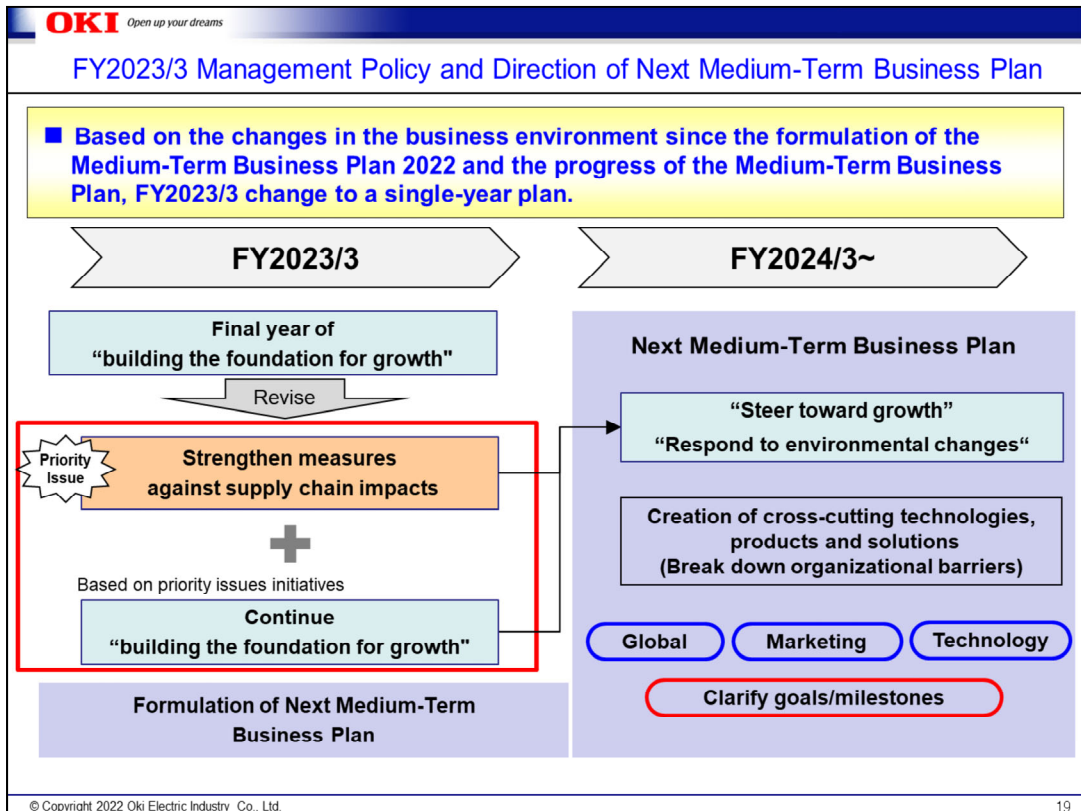 OKI Open up your dreams
FY2023/3 Management Policy and Direction of Next Medium-Term Business Plan
■ Based on the changes in the business environment since the formulation of the
Medium-Term Business Plan 2022 and the progress of the Medium-Term Business
Plan, FY2023/3 change to a single-year plan.
FY2023/3
Final year of
“building the foundation for growth"
Revise
Priority
Issue
Strengthen measures
against supply chain impacts
Based on priority issues initiatives
Continue
“building the foundation for growth"
Formulation of Next Medium-Term
Business Plan
FY2024/3~
Next Medium-Term Business Plan
“Steer toward growth”
“Respond to environmental changes“
Creation of cross-cutting technologies,
products and solutions
(Break down organizational barriers)
Global
Marketing
Technology
Clarify goals/milestones
© Copyright 2022 Oki Electric Industry Co., Ltd.
19